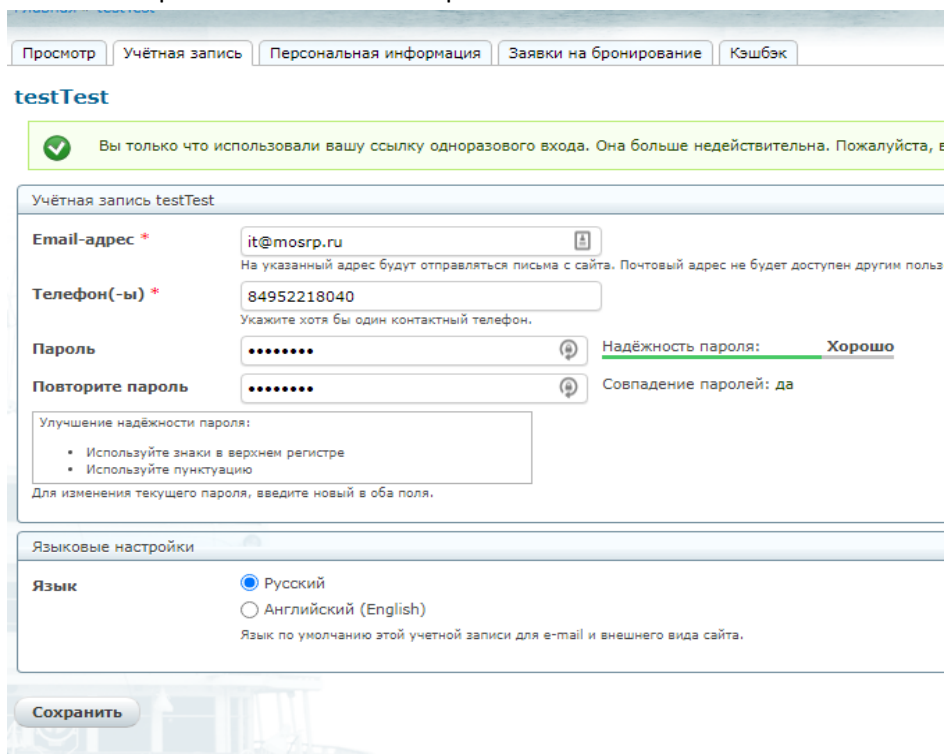 Просмотр Учётная запись Персональная информация Заявки на бронирование Кэшбэк
testTest
Вы только что использовали вашу ссылку одноразового входа. Она больше недействительна. Пожалуйста,
Учётная запись testTest
Email-адрес * it@mosrp.ru
На указанный адрес будут отправляться письма с сайта. Почтовый адрес не будет доступен другим польз
Телефон(-ы) * 84952218040
Укажите хотя бы один контактный телефон.
Пароль •••••••• Надёжность пароля: Хорошо
Повторите пароль •••••••• Совпадение паролей: да
Улучшение надёжности пароля:
• Используйте знаки в верхнем регистре
• Используйте пунктуацию
Для изменения текущего пароля, введите новый в оба поля.
Языковые настройки
Язык Русский
Английский (English)
Язык по умолчанию этой учетной записи для e-mail и внешнего вида сайта.
Сохранить